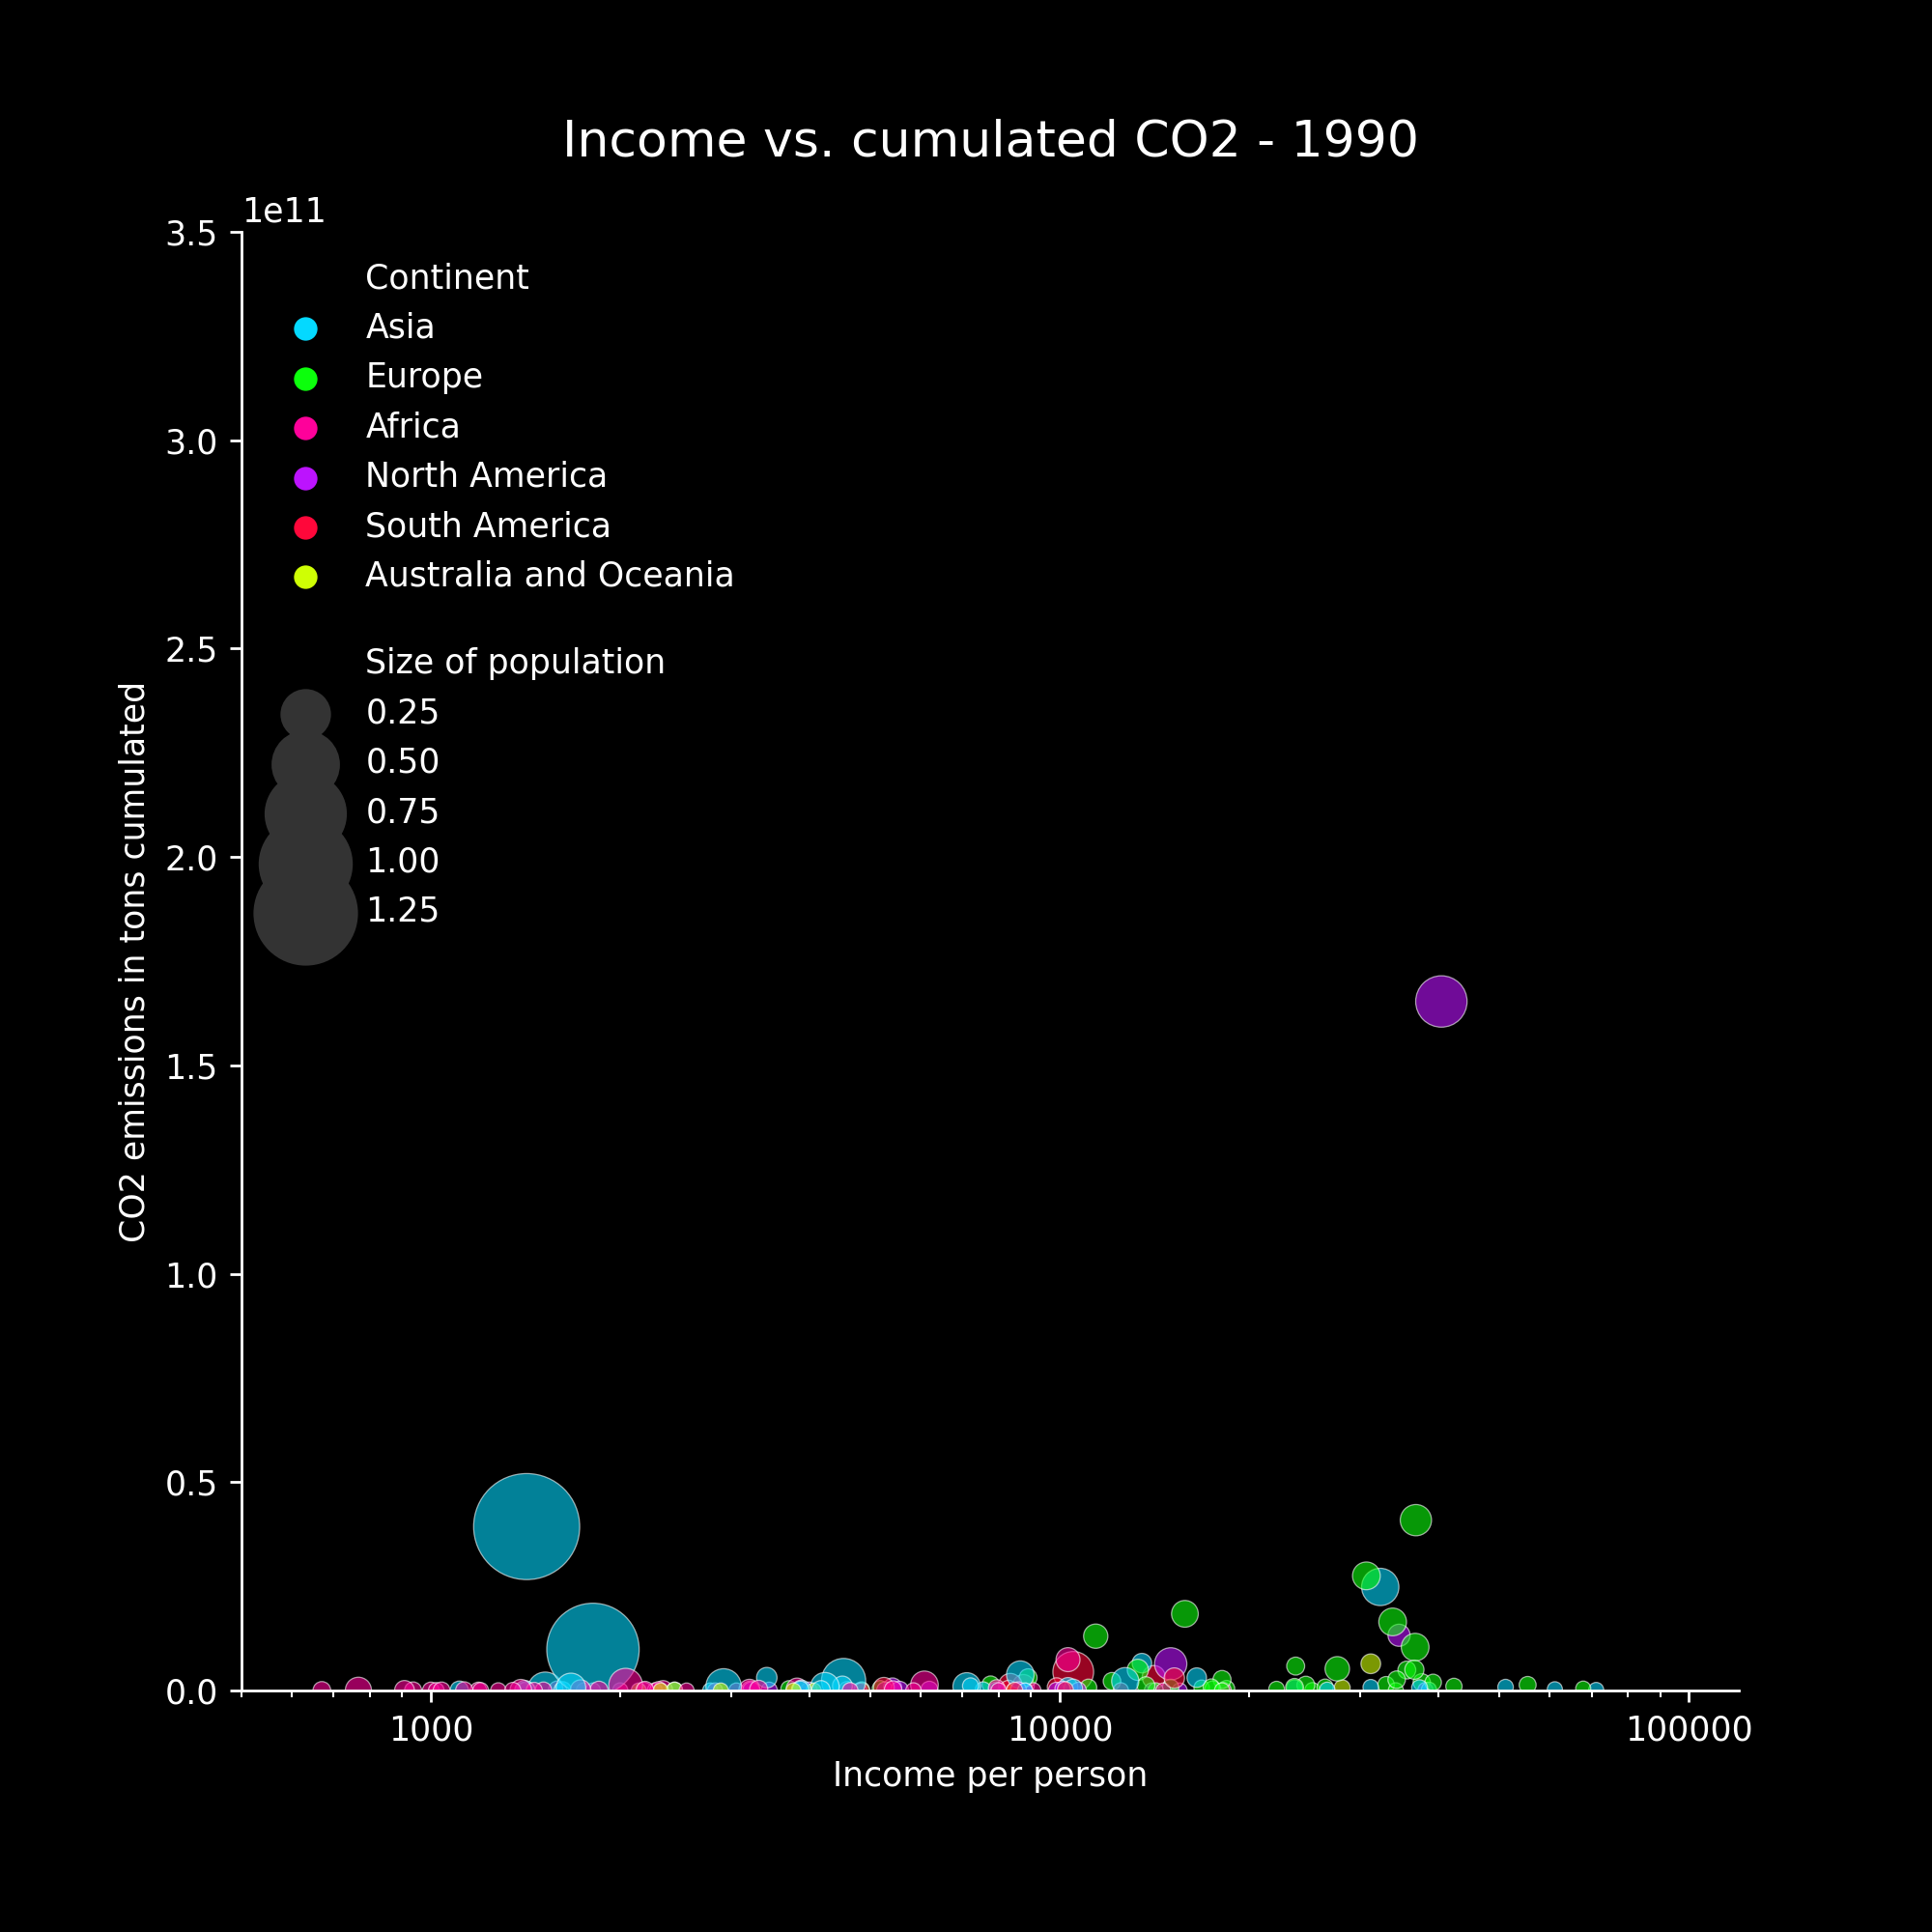 Income vs. cumulated CO2 - 1990
1e11
3.5
3.0
2.5
2.0
1.5
1.0
0.5
0.0
CO2 emissions in tons cumulated
Continent
Asia
Europe
Africa
North America
South America
Australia and Oceania
Size of population
0.25
0.50
0.75
1.00
1.25
1000
10000
100000
Income per person